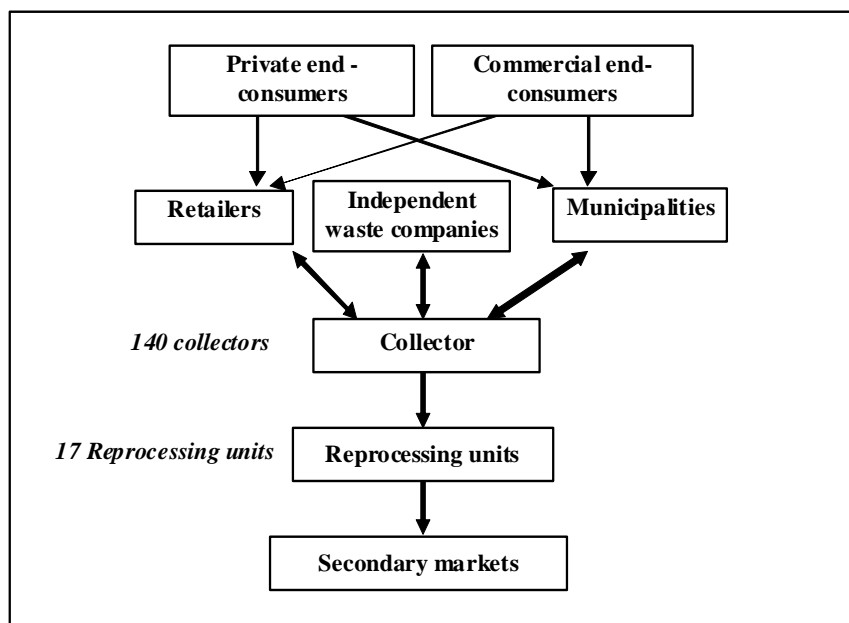 Private end -
consumers
Commercial end-
consumers
Retailers
Independent
waste companies
Municipalities
140 collectors
Collector
17 Reprocessing units
Reprocessing units
Secondary markets